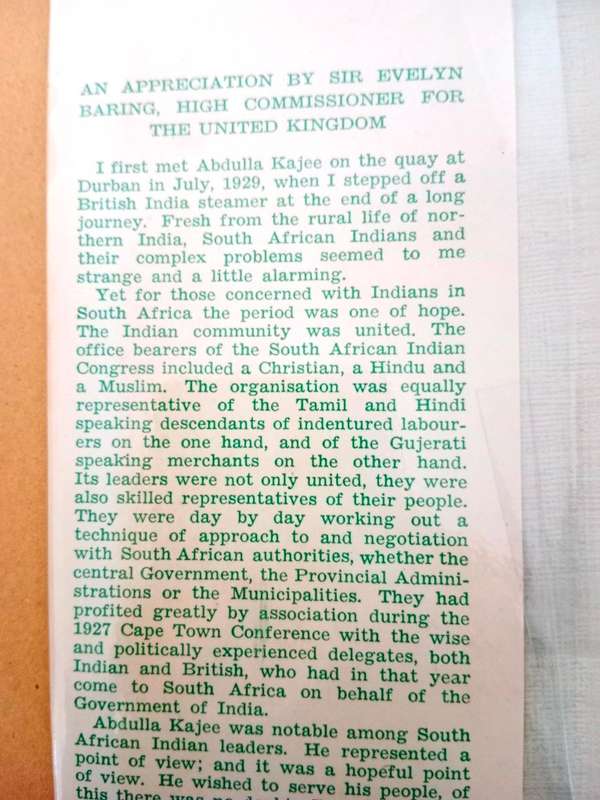 AN APPRECIATION BY SIR EVELYN
BARING, HIGH COMMISSIONER FOR
THE UNITED KINGDOM
I first met Abdulla Kajee on the quay at
Durban in July, 1929, when I stepped off a
British India steamer at the end of a long
journey. Fresh from the rural life of nor-
thern India, South African Indians and
their complex problems seemed to me
strange and a little alarming.
Yet for those concerned with Indians in
South Africa the period was one of hope.
The Indian community was united. The
office bearers of the South African Indian
Congress included a Christian, a Hindu and
a Muslim. The organisation was equally
representative of the Tamil and Hindi
speaking descendants of indentured labour-
ers on the one hand, and of the Gujerati
speaking merchants on the other hand.
Its leaders were not only united, they were
also skilled representatives of their people.
They were day by day working out a
technique of approach to and negotiation
with South African authorities, whether the
central Government, the Provincial Admini-
strations or the Municipalities. They had
profited greatly by association during the
1927 Cape Town Conference with the wise
and politically experienced delegates, both
Indian and British, who had in that year
come to South Africa on behalf of the
Government of India.
Abdulla Kajee was notable among South
African Indian leaders. He represented a
point of view; and it was a hopeful point
of view. He wished to serve his people, of
this there was no